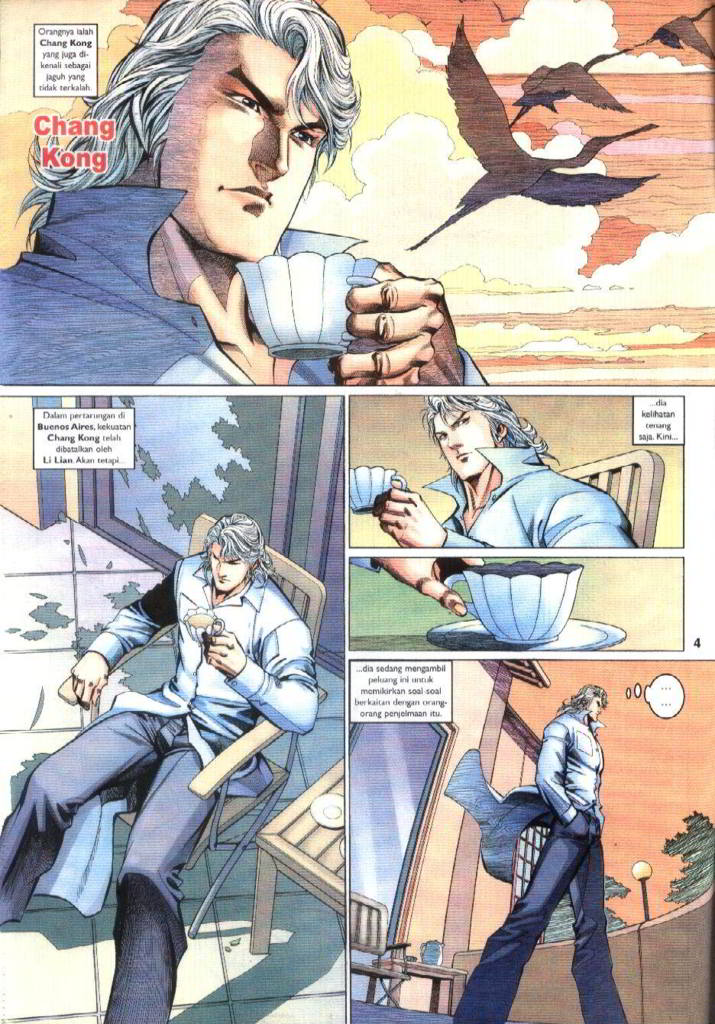 Orangnya ialah
Chang Kong
yang juga di-
kenali sebagai
jaguh yang
tidak terkalah.
Chang
Kong
Dalam pertarungan di
Buenos Aires, kekuatan
Chang Kong telah
dibatalkan oleh
Li Lian. Akan tetapi...
...dia
kelihatan
tenang
saja. Kini...
4
...dia sedang mengambil
peluang ini untuk
memikirkan soal-soal
berkaitan dengan orang-
orang penjelmaan itu.
...
...